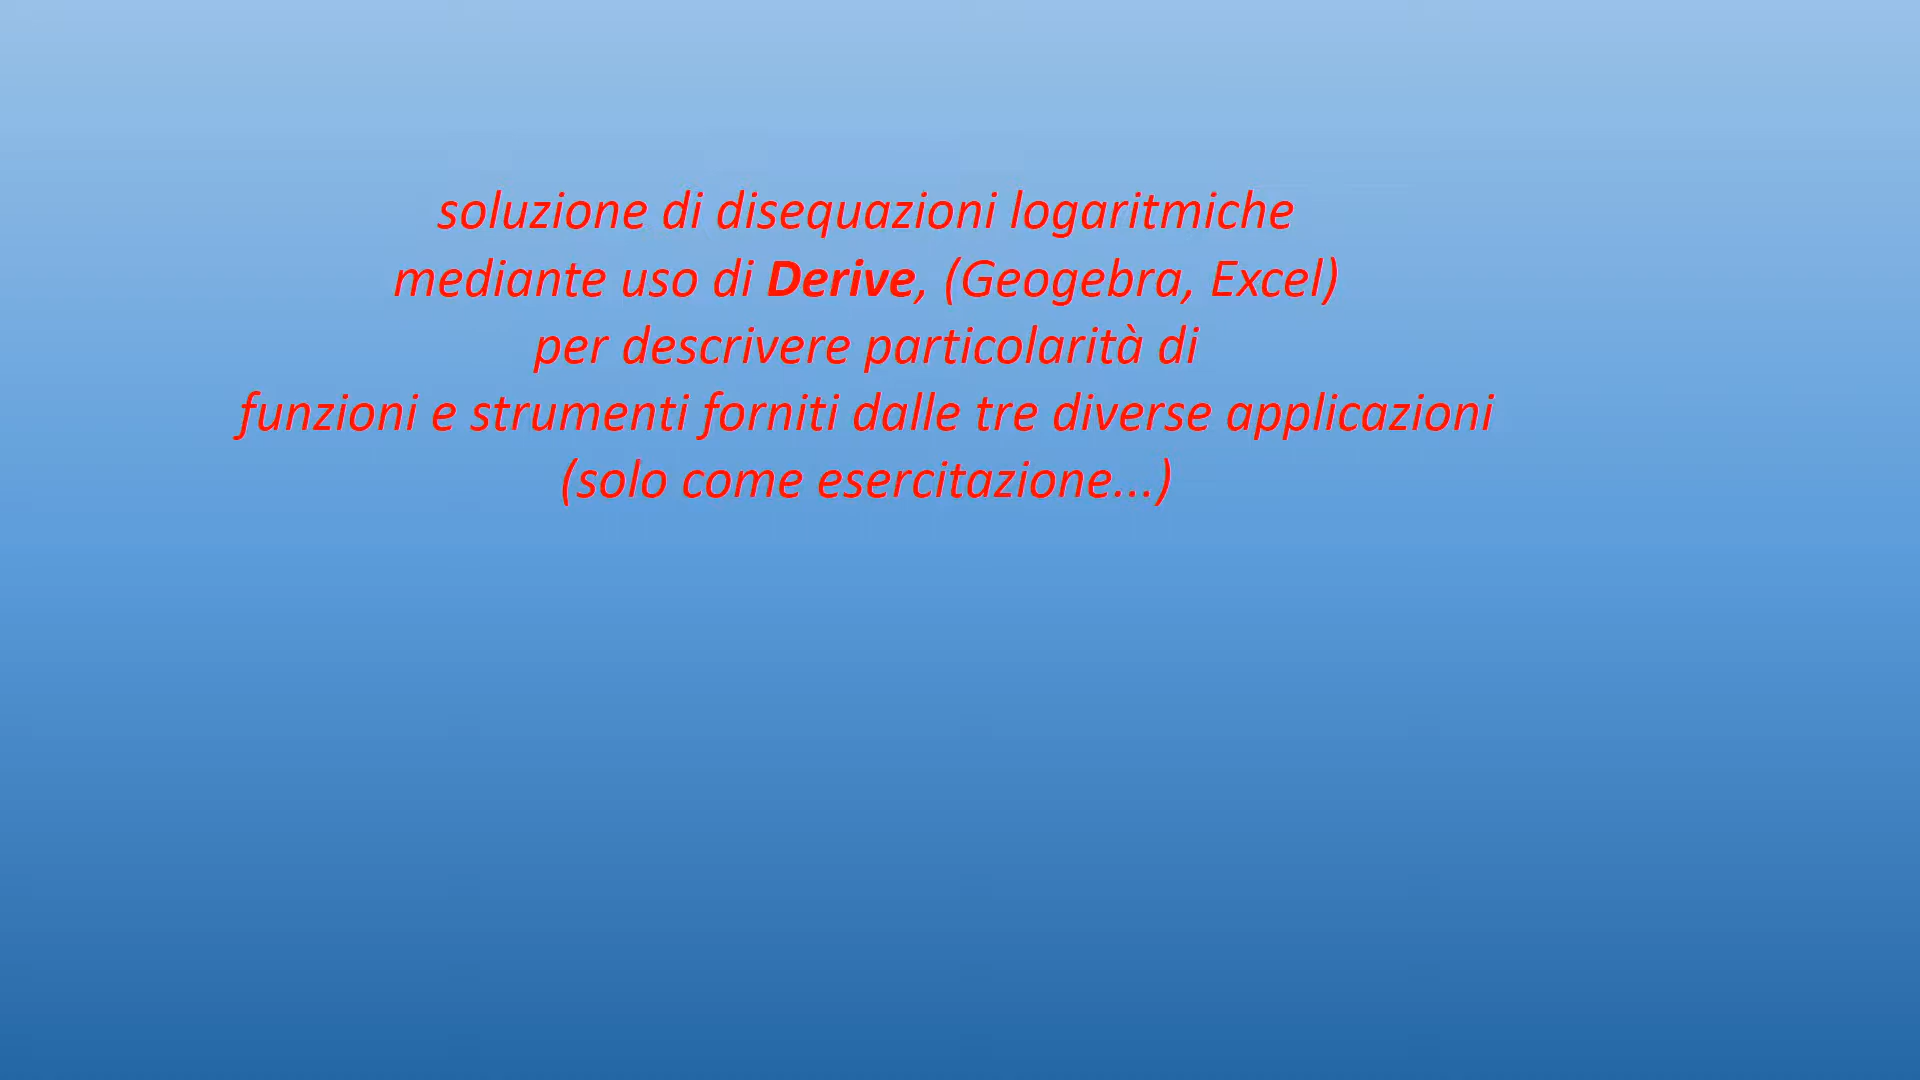 soluzione di disequazioni logaritmiche
mediante uso di Derive, (Geogebra, Excel)
per descrivere particolarità di
funzioni e strumenti forniti dalle tre diverse applicazioni
(solo come esercitazione...)